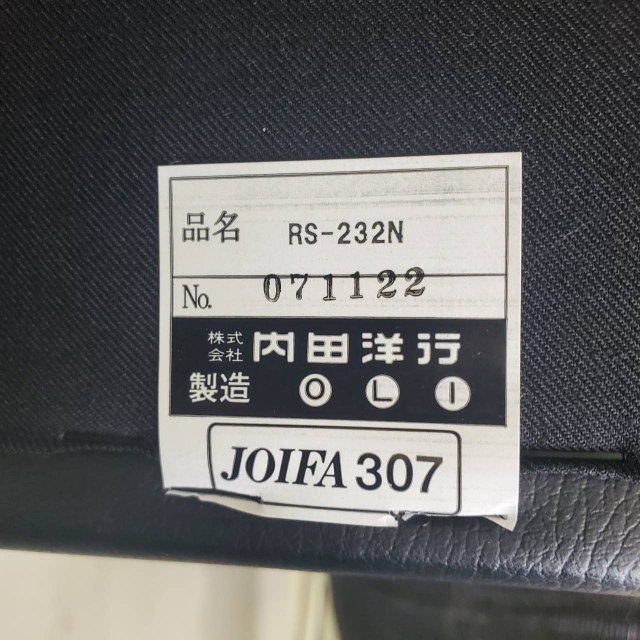 品名 RS-232N
No. 071122
株式会社 内田洋行
製造 O L I
JOIFA 307